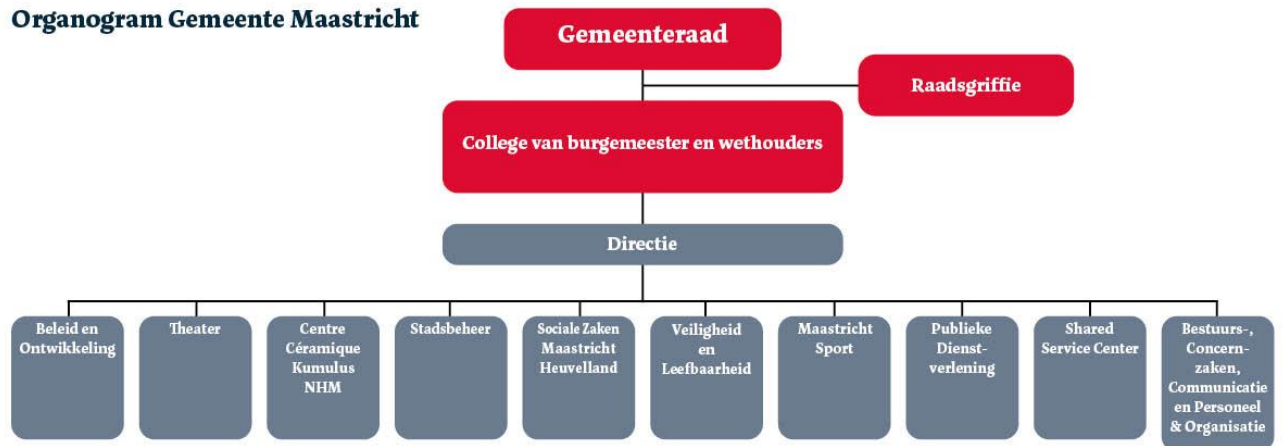 Organogram Gemeente Maastricht
Gemeenteraad
Raadsgriffie
College van burgemeester en wethouders
Directie
Beleid en
Ontwikkeling
Theater
Centre
Céramique
Kumulus
NHM
Stadsbeheer
Sociale Zaken
Maastricht
Heuvelland
Veiligheid
en
Leefbaarheid
Maastricht
Sport
Publieke
Dienst-
verlening
Shared
Service Center
Bestuurs-,
Concern-
zaken,
Communicatie
en Personeel
& Organisatie